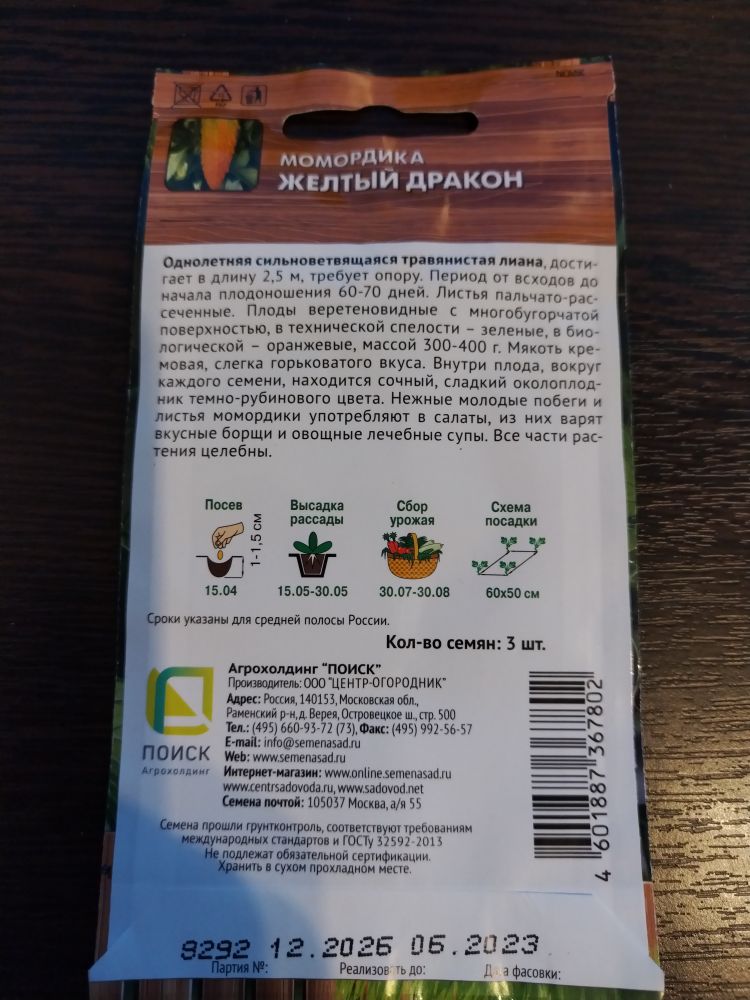 МОМОРДИКА
ЖЕЛТЫЙ ДРАКОН
Однолетняя сильноветвящаяся травянистая лиана, дости-
гает в длину 2,5 м, требует опору. Период от всходов до
начала плодоношения 60-70 дней. Листья пальчато-рас-
сеченные. Плоды веретеновидные с многобугорчатой
поверхностью, в технической спелости – зеленые, в био-
логической – оранжевые, массой 300-400 г. Мякоть кре-
мовая, слегка горьковатого вкуса. Внутри плода, вокруг
каждого семени, находится сочный, сладкий околоплод-
ник темно-рубинового цвета. Нежные молодые побеги и
листья момордики употребляют в салаты, из них варят
вкусные борщи и овощные лечебные супы. Все части рас-
тения целебны.
Посев
1-1,5 см
15.04
Высадка
рассады
15.05-30.05
Сбор
урожая
30.07-30.08
Схема
посадки
60х50 см
Сроки указаны для средней полосы России.
Кол-во семян: 3 шт.
ПОИСК
Агрохолдинг
Агрохолдинг "ПОИСК"
Производитель: ООО "ЦЕНТР-ОГОРОДНИК"
Адрес: Россия, 140153, Московская обл.,
Раменский р-н, д. Верея, Островецкое ш., стр. 500
Тел.: (495) 660-93-72 (73), Факс: (495) 992-56-57
E-mail: info@semenasad.ru
Web: www.semenasad.ru
Интернет-магазин: www.online.semenasad.ru
www.centrsadovoda.ru, www.sadovod.net
Семена почтой: 105037 Москва, а/я 55
4 601887 367802
Семена прошли грунтконтроль, соответствуют требованиям
международных стандартов и ГОСТу 32592-2013
Не подлежат обязательной сертификации.
Хранить в сухом прохладном месте.
9292 12.2026 06.2023
Партия №: Реализовать до: Дата фасовки: